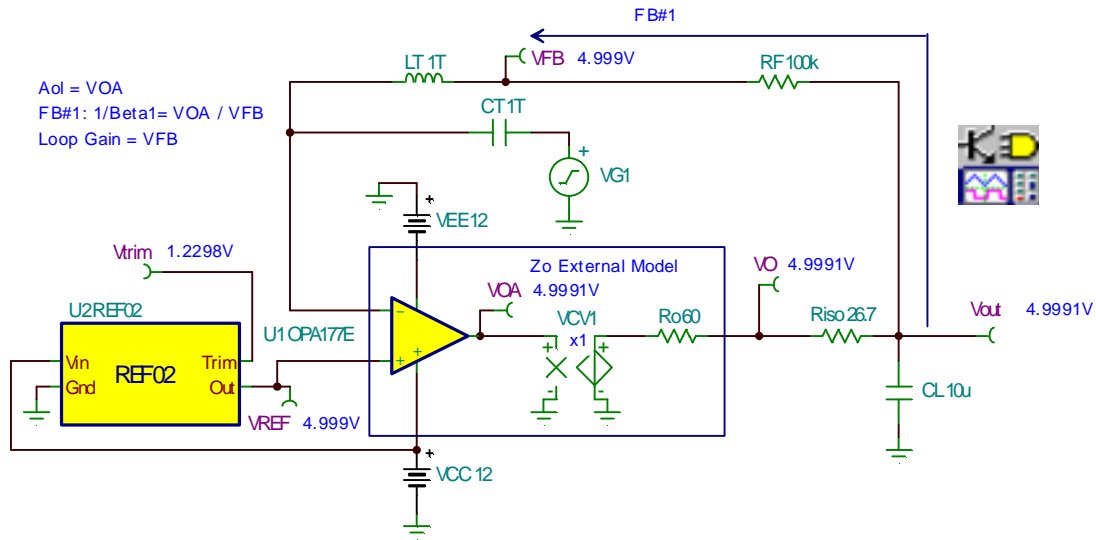 FB#1
LT 1T
VFB 4.999V
RF 100k
Aol = VOA
FB#1: 1/Beta1= VOA / VFB
Loop Gain = VFB
CT 1T
+
VG1
+
VEE 12
Vtrim 1.2298V
Zo External Model
VO 4.9991V
VOA
4.9991V
U2 REF02
U1 OPA177E
VCV1
x1
Ro 60
Riso 26.7
Vout 4.9991V
Vin
Trim
REF02
Gnd
Out
-
+
+
+
-
+
-
CL 10u
VREF 4.999V
+
VCC 12